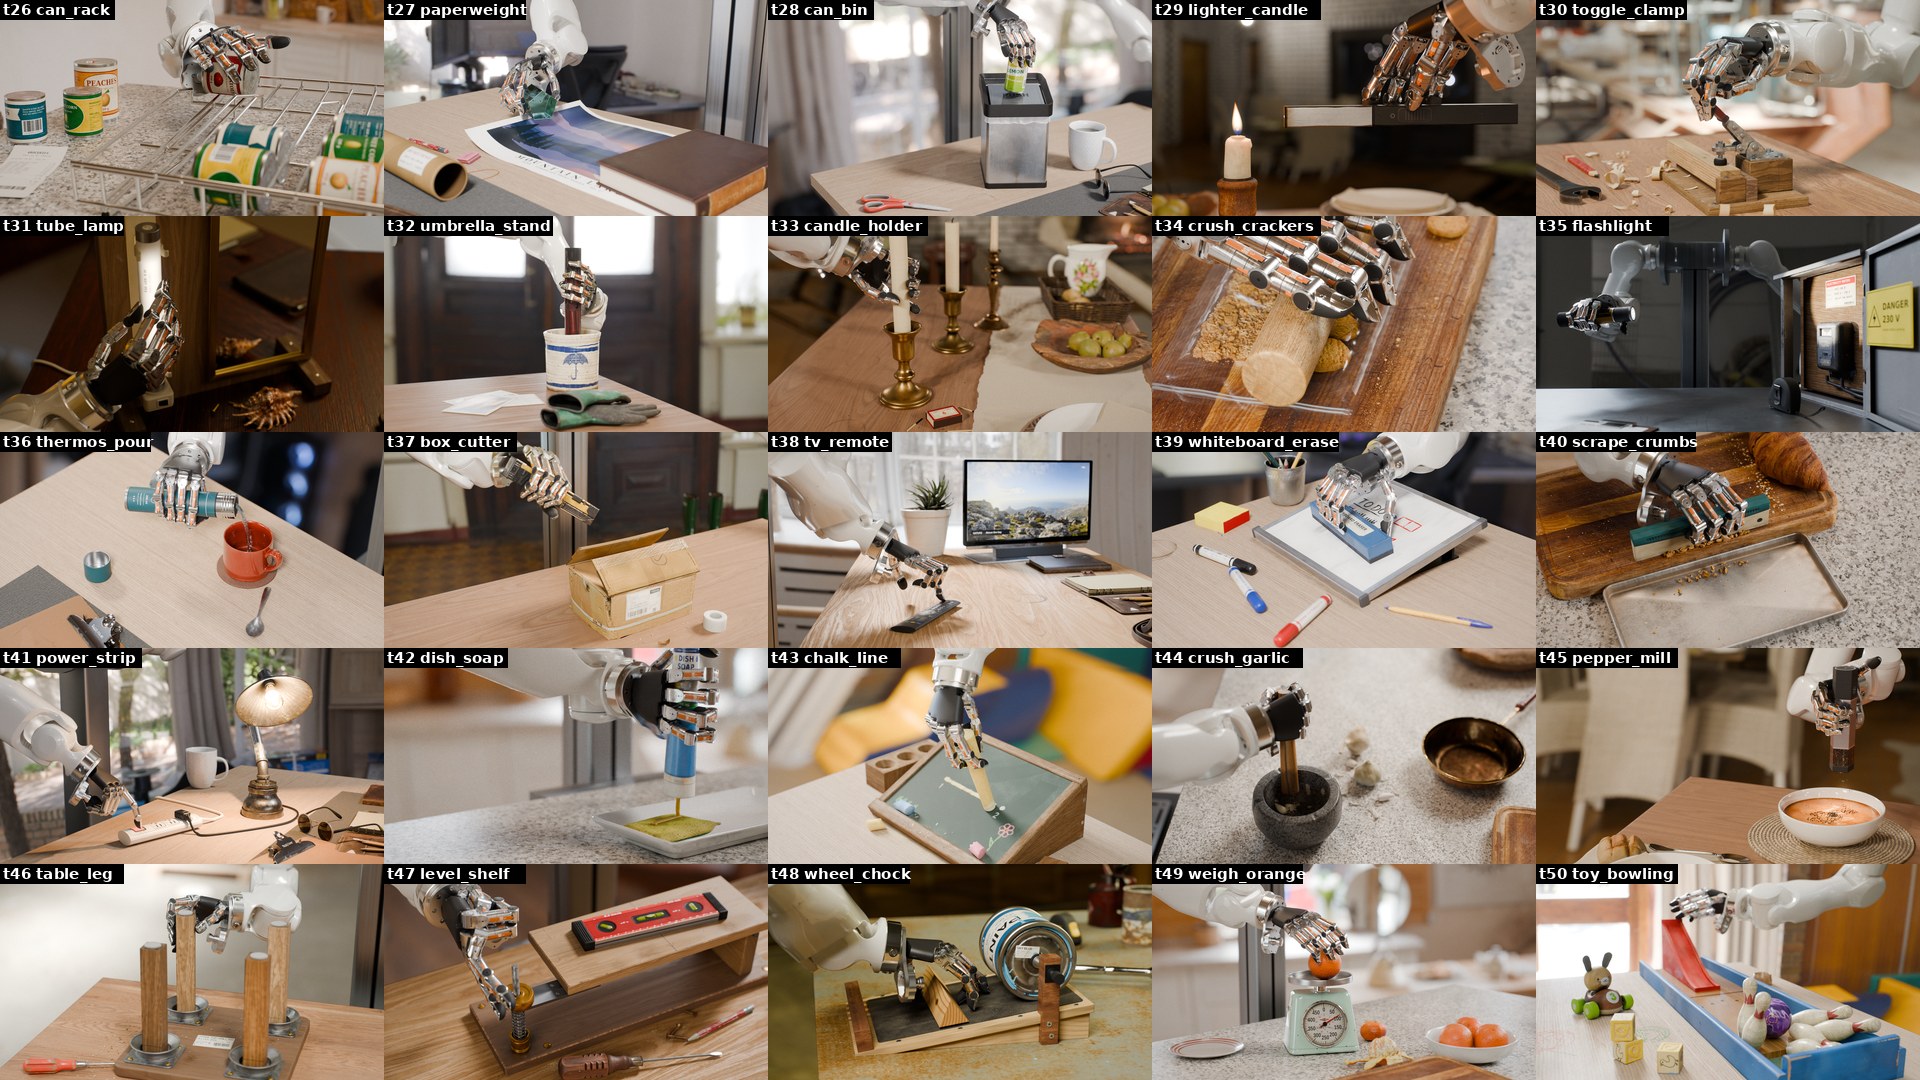 t26 can_rack
t27 paperweight
t28 can_bin
t29 lighter_candle
t30 toggle_clamp
PEACHES
t31 tube_lamp
t32 umbrella_stand
t33 candle_holder
t34 crush_crackers
t35 flashlight
DANGER
230 V
t36 thermos_pour
t37 box_cutter
t38 tv_remote
t39 whiteboard_erase
t40 scrape_crumbs
TODO
t41 power_strip
t42 dish_soap
t43 chalk_line
t44 crush_garlic
t45 pepper_mill
DISH
SOAP
t46 table_leg
t47 level_shelf
t48 wheel_chock
t49 weigh_orange
t50 toy_bowling
PAIN